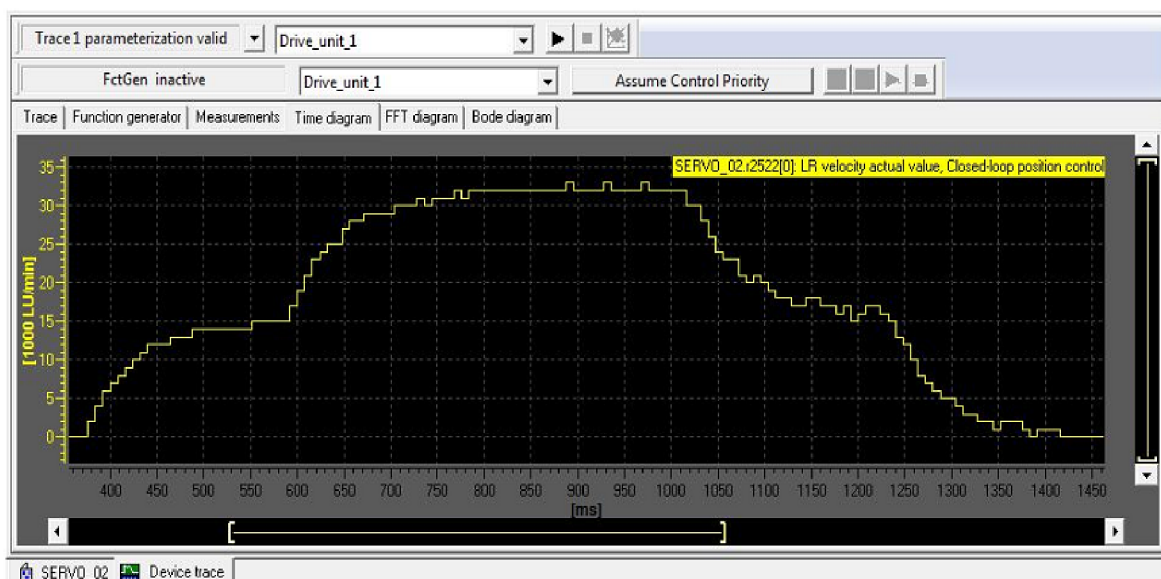 Trace1 parameterization valid Drive_unit_1
FctGen inactive Drive_unit_1 Assume Control Priority
Trace Function generator Measurements Time diagram FFT diagram Bode diagram
SERVO_02.r2522[0]: LR velocity actual value, Closed-loop position control
35
30
25
20
15
10
5
0
[1000 LU/min]
400 450 500 550 600 650 700 750 800 850 900 950 1000 1050 1100 1150 1200 1250 1300 1350 1400 1450
[ms]
SERVO_02 Device trace